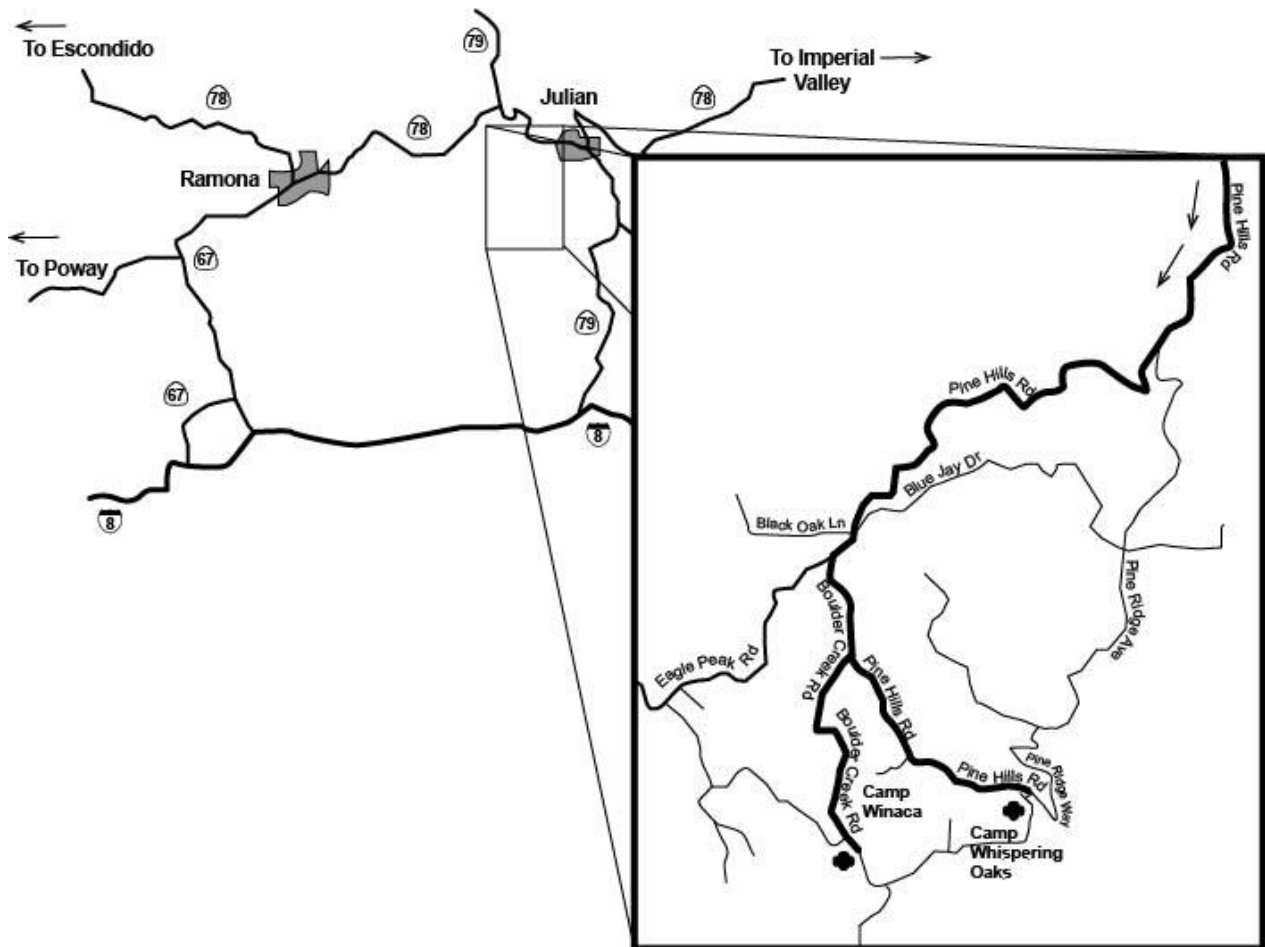 To Escondido
79
To Imperial
Valley
78
Julian
78
78
Ramona
To Poway
67
79
67
8
8
Pine Hills
Rd
Pine Hills Rd
Blue Jay Dr
Black Oak Ln
Pine Ridge Ave
Boulder Creek Rd
Eagle Peak Rd
Pine Hills Rd
Boulder Creek Rd
Pine Hills Rd
Pine Ridge Way
Camp
Winaca
Camp
Whispering
Oaks